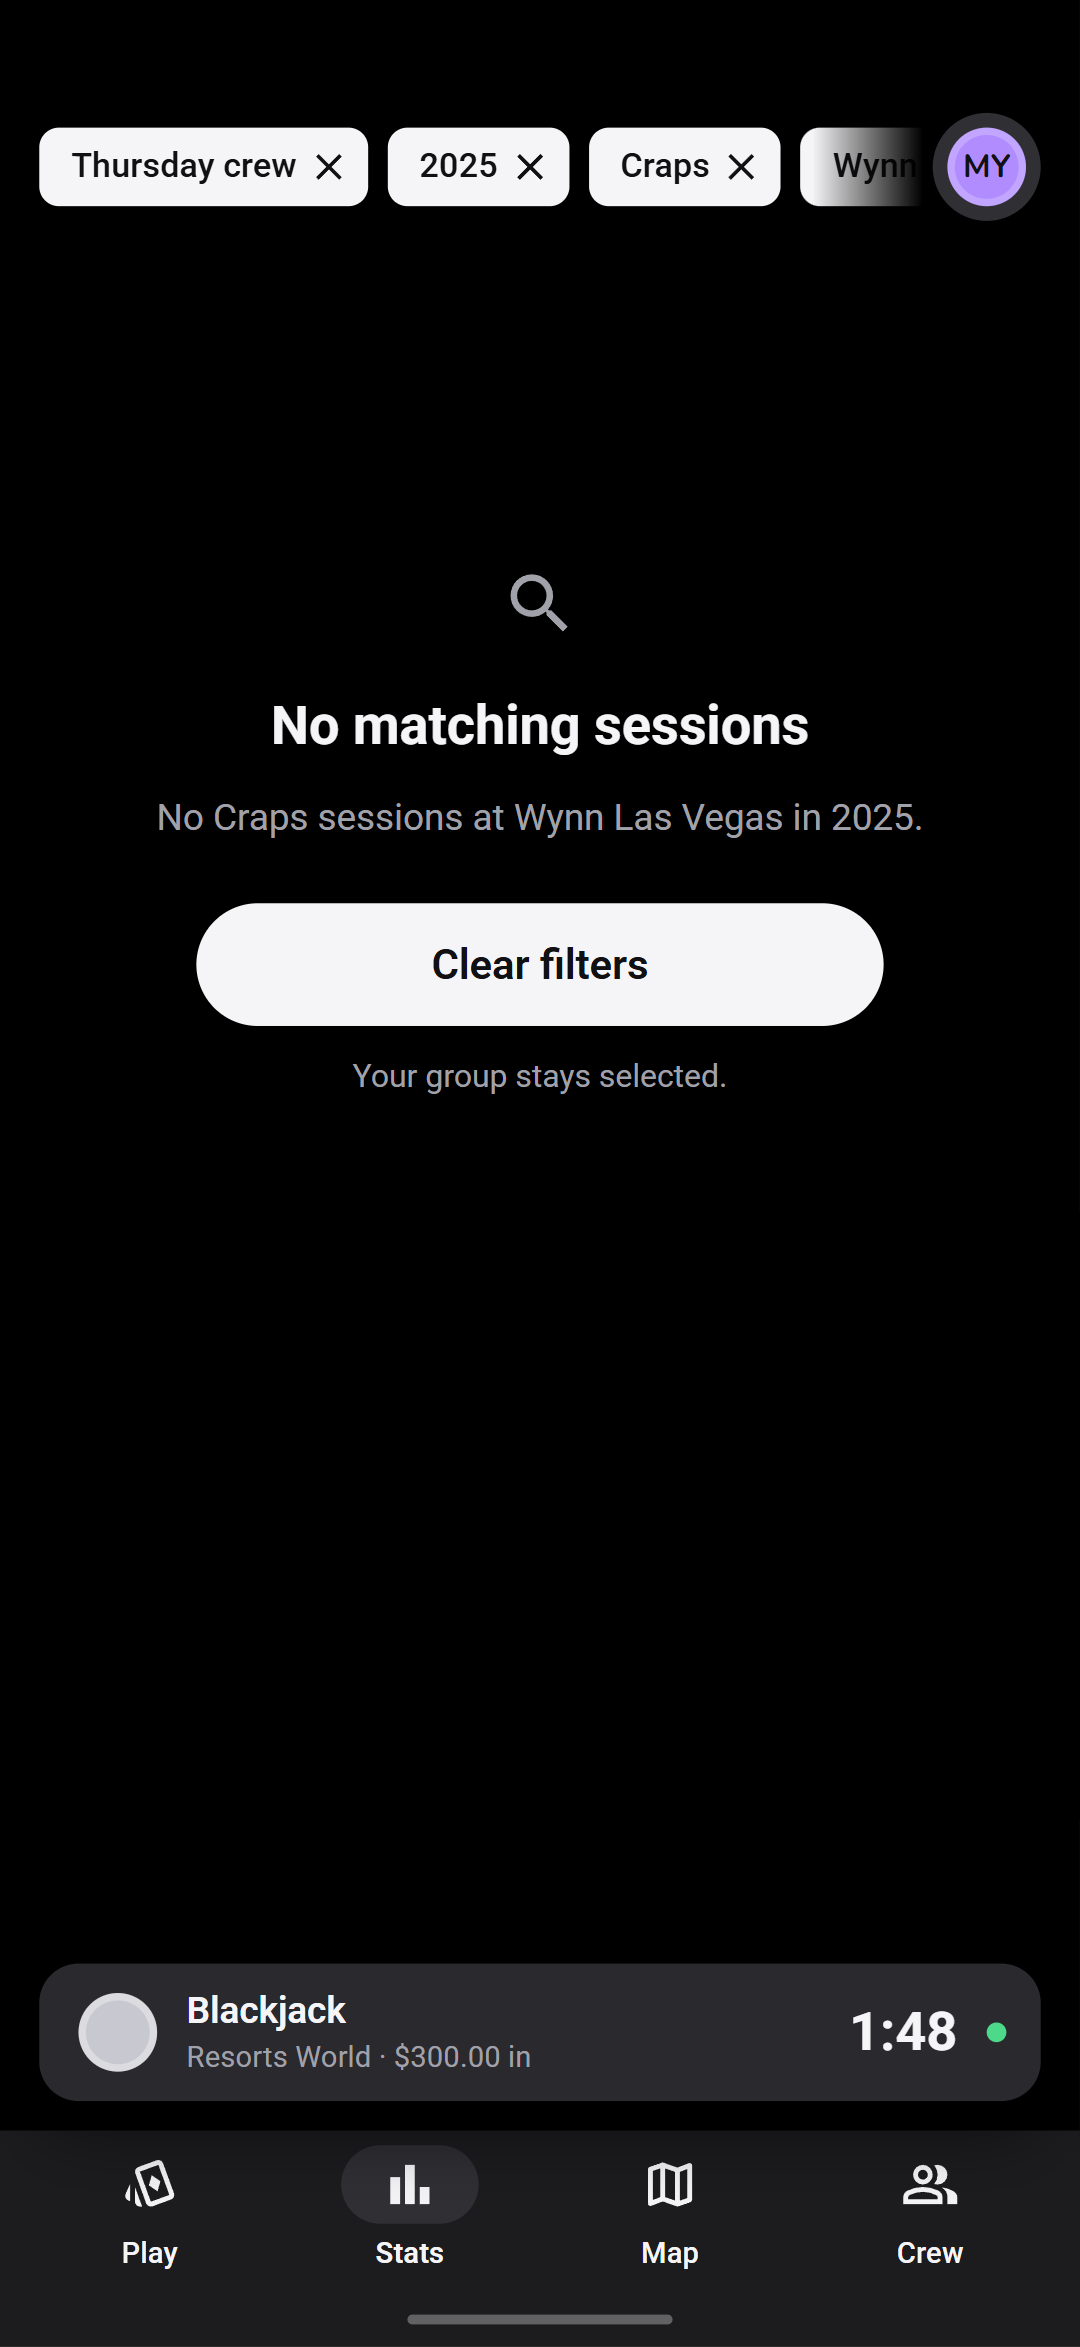 Thursday crew
2025
Craps
Wynn
MY
No matching sessions
No Craps sessions at Wynn Las Vegas in 2025.
Clear filters
Your group stays selected.
Blackjack
Resorts World · $300.00 in
1:48
Play
Stats
Map
Crew